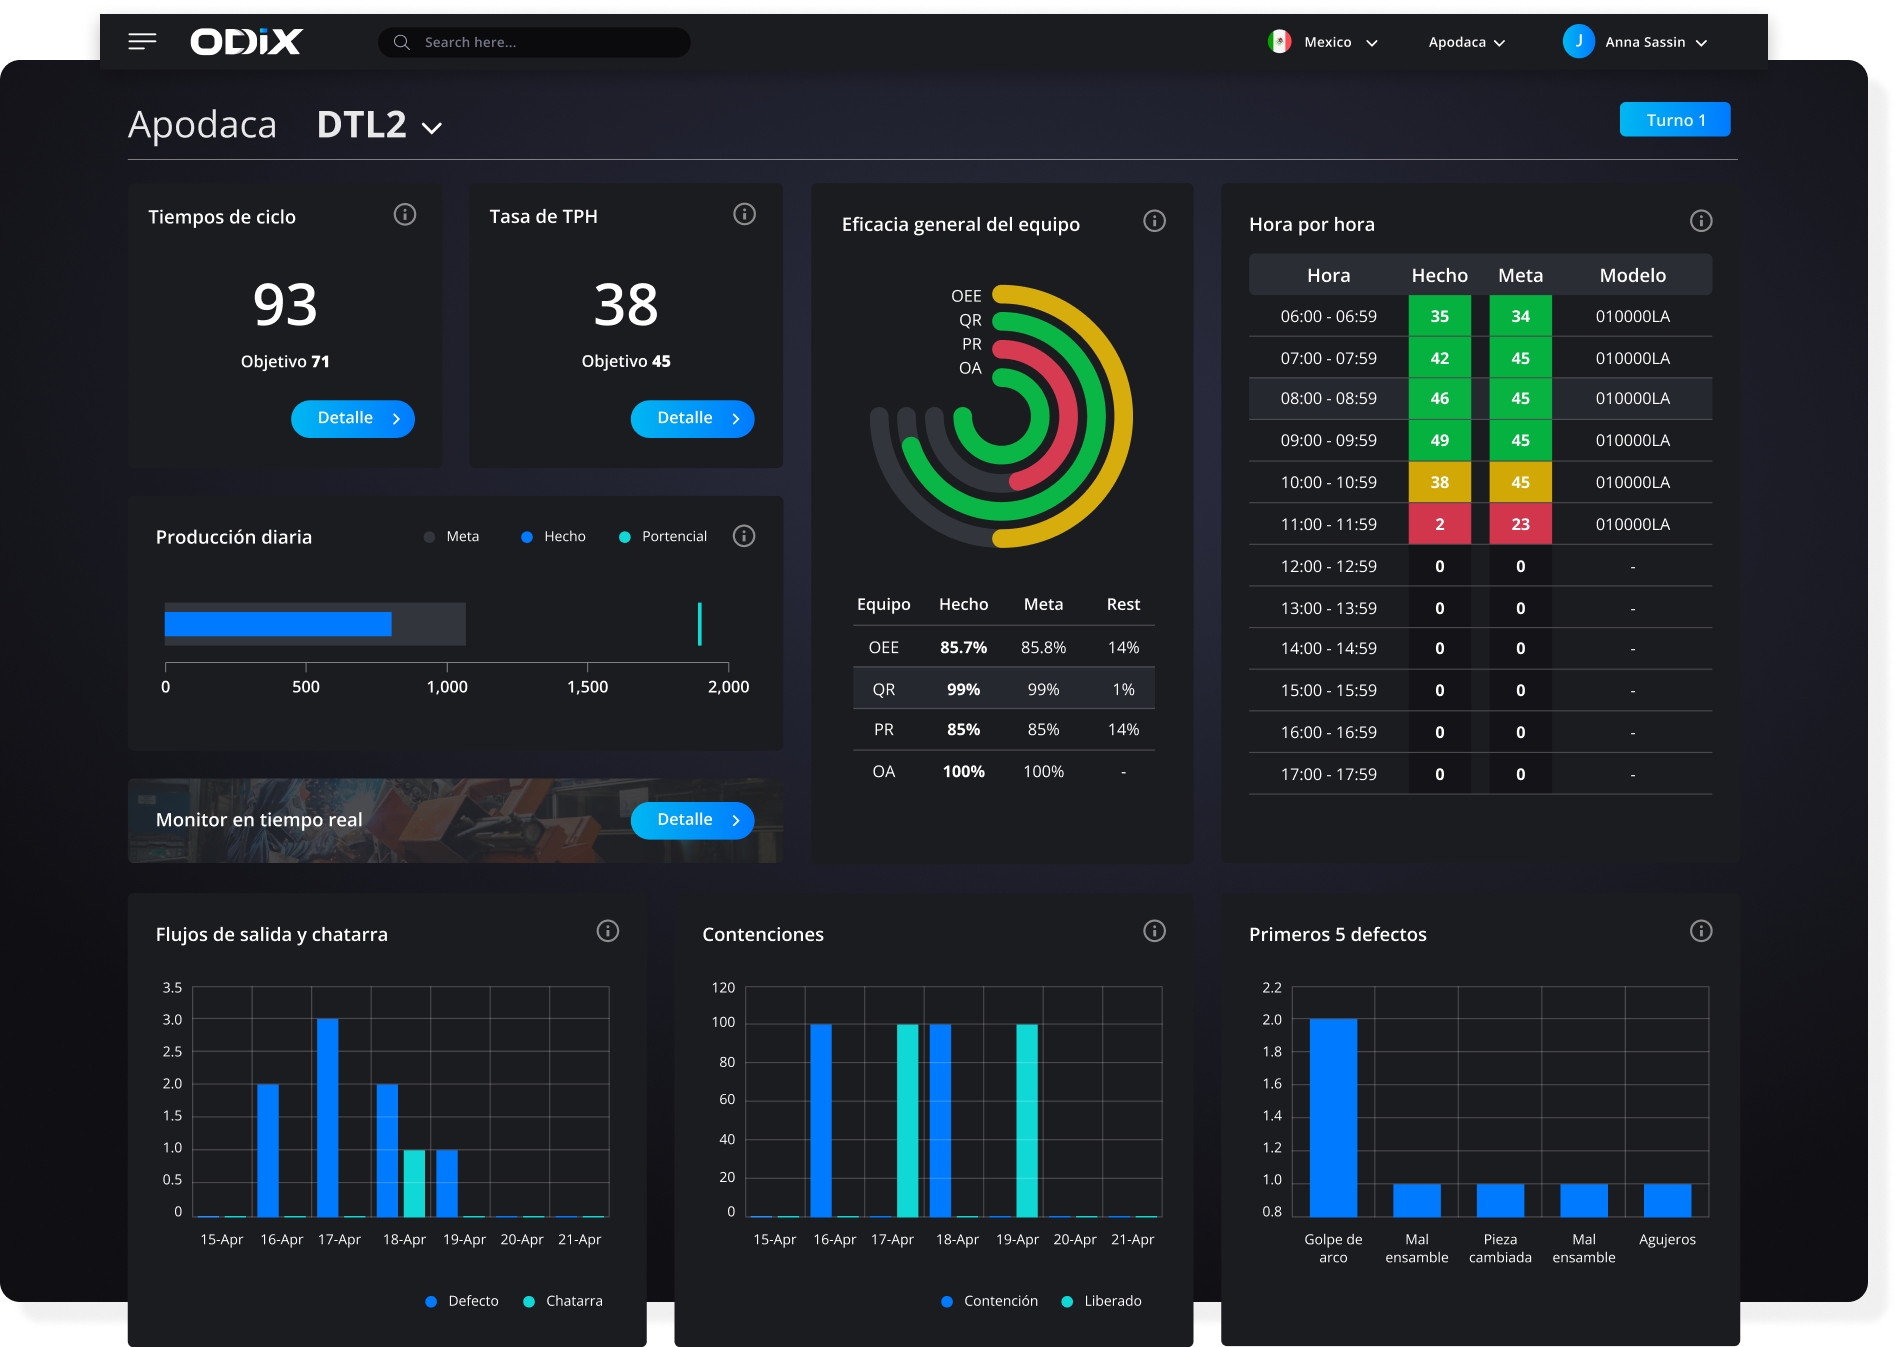 ODiX
Search here...
Mexico
Apodaca
J
Anna Sassin
Apodaca DTL2
Turno 1
Tiempos de ciclo
93
Objetivo 71
Detalle
Tasa de TPH
38
Objetivo 45
Detalle
Producción diaria
Meta
Hecho
Portencial
0 500 1,000 1,500 2,000
Monitor en tiempo real
Detalle
Eficacia general del equipo
OEE
QR
PR
OA
Equipo Hecho Meta Rest
OEE 85.7% 85.8% 14%
QR 99% 99% 1%
PR 85% 85% 14%
OA 100% 100% -
Hora por hora
Hora Hecho Meta Modelo
06:00 - 06:59 35 34 010000LA
07:00 - 07:59 42 45 010000LA
08:00 - 08:59 46 45 010000LA
09:00 - 09:59 49 45 010000LA
10:00 - 10:59 38 45 010000LA
11:00 - 11:59 2 23 010000LA
12:00 - 12:59 0 0 -
13:00 - 13:59 0 0 -
14:00 - 14:59 0 0 -
15:00 - 15:59 0 0 -
16:00 - 16:59 0 0 -
17:00 - 17:59 0 0 -
Flujos de salida y chatarra
3.5
3.0
2.5
2.0
1.5
1.0
0.5
0
15-Apr 16-Apr 17-Apr 18-Apr 19-Apr 20-Apr 21-Apr
Defecto
Chatarra
Contenciones
120
100
80
60
40
20
0
15-Apr 16-Apr 17-Apr 18-Apr 19-Apr 20-Apr 21-Apr
Contención
Liberado
Primeros 5 defectos
2.2
2.0
1.8
1.6
1.4
1.2
1.0
0.8
Golpe de arco
Mal ensamble
Pieza cambiada
Mal ensamble
Agujeros